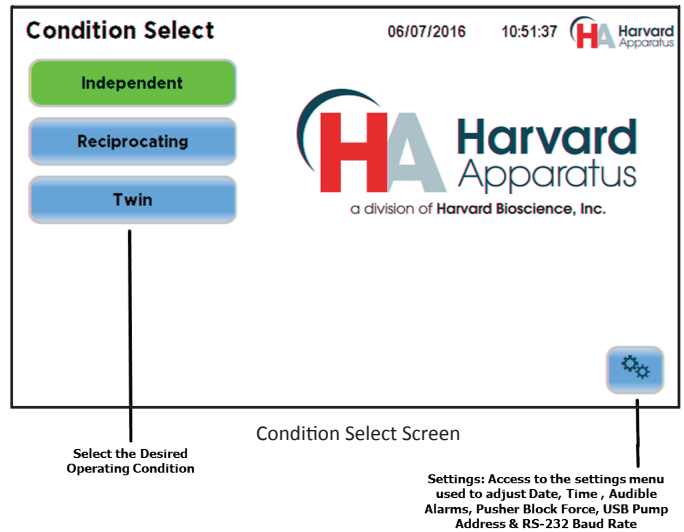 Condition Select
06/07/2016
10:51:37
HA Harvard
Apparatus
Independent
Reciprocating
Twin
HA Harvard
Apparatus
a division of Harvard Bioscience, Inc.
Condition Select Screen
Select the Desired
Operating Condition
Settings: Access to the settings menu
used to adjust Date, Time , Audible
Alarms, Pusher Block Force, USB Pump
Address & RS-232 Baud Rate